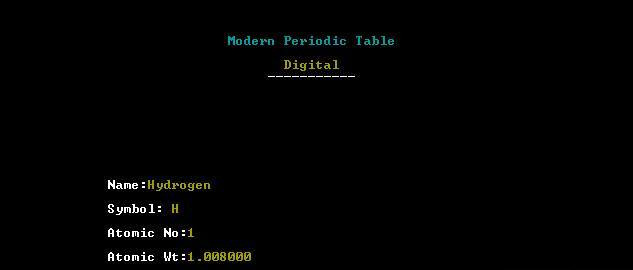 Modern Periodic Table
Digital
Name:Hydrogen
Symbol: H
Atomic No:1
Atomic Wt:1.008000